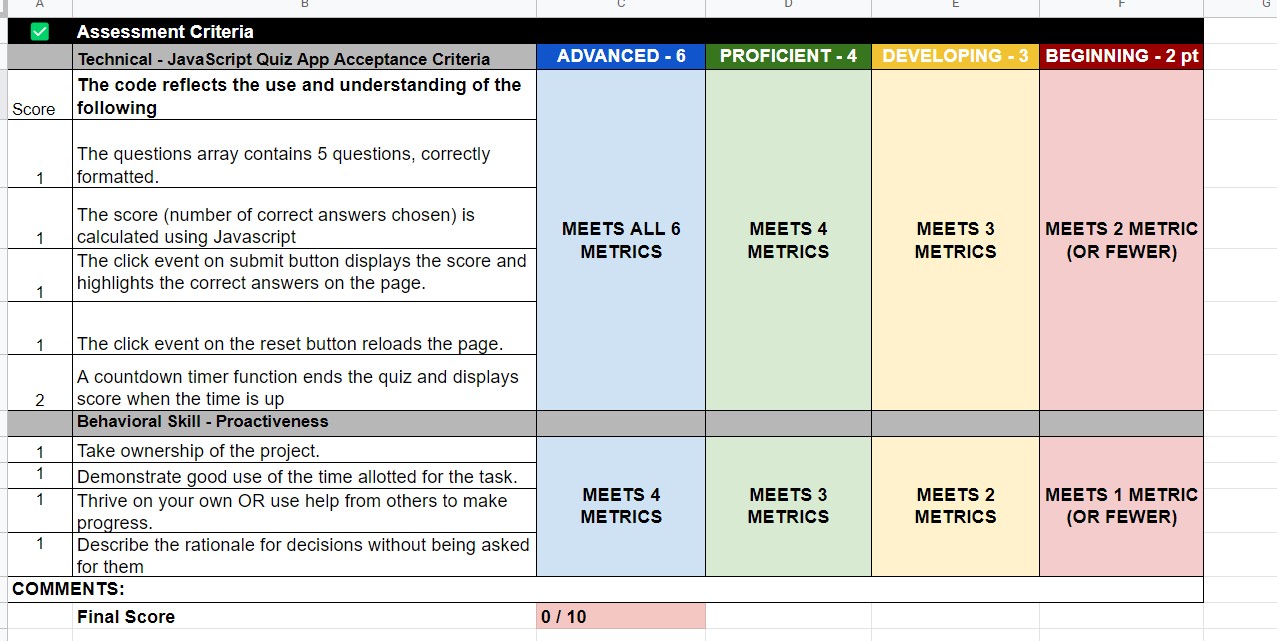 A B C D E F G
Assessment Criteria
Technical - JavaScript Quiz App Acceptance Criteria ADVANCED - 6 PROFICIENT - 4 DEVELOPING - 3 BEGINNING - 2 pt
The code reflects the use and understanding of the
Score following
The questions array contains 5 questions, correctly
1 formatted.
The score (number of correct answers chosen) is
1 calculated using Javascript
The click event on submit button displays the score and
highlights the correct answers on the page.
1
1 The click event on the reset button reloads the page.
A countdown timer function ends the quiz and displays
2 score when the time is up
MEETS ALL 6
METRICS
MEETS 4
METRICS
MEETS 3
METRICS
MEETS 2 METRIC
(OR FEWER)
Behavioral Skill - Proactiveness
1 Take ownership of the project.
1 Demonstrate good use of the time allotted for the task.
1 Thrive on your own OR use help from others to make
progress.
1 Describe the rationale for decisions without being asked
for them
MEETS 4
METRICS
MEETS 3
METRICS
MEETS 2
METRICS
MEETS 1 METRIC
(OR FEWER)
COMMENTS:
Final Score 0 / 10